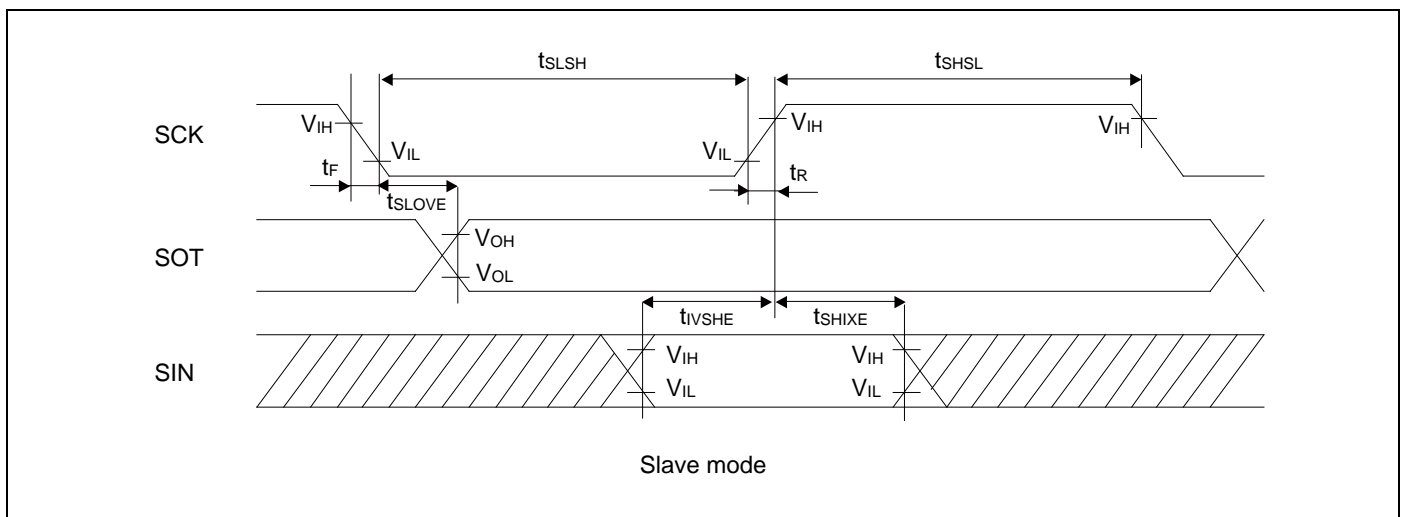 tSLSH
tSHSL
SCK
VIH
VIH
VIH
VIL
VIL
tF
tR
tSLOVE
SOT
VOH
VOL
tIVSHE
tSHIXE
SIN
VIH
VIH
VIL
VIL
Slave mode